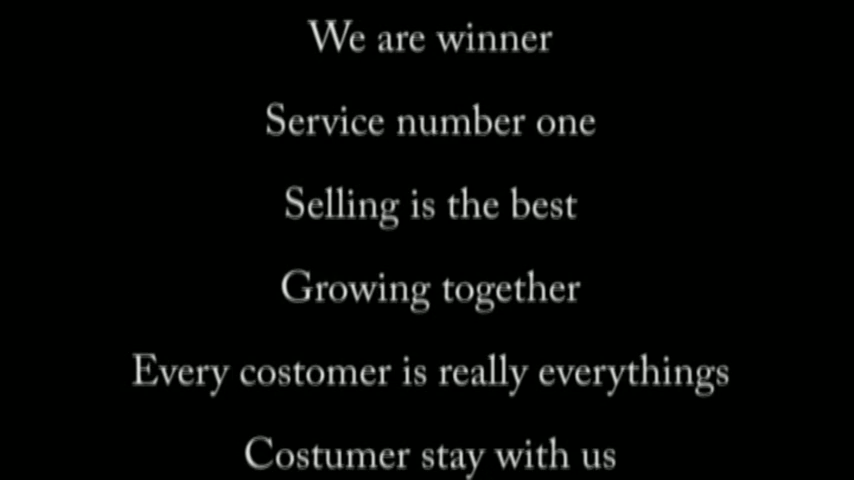 We are winner
Service number one
Selling is the best
Growing together
Every costomer is really everythings
Costumer stay with us